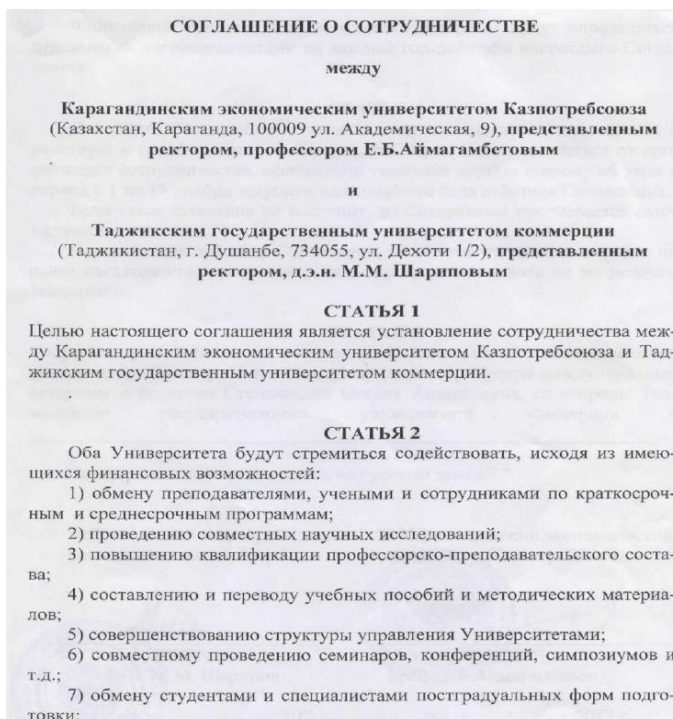 СОГЛАШЕНИЕ О СОТРУДНИЧЕСТВЕ
между
Карагандинским экономическим университетом Казпотребсоюза
(Казахстан, Караганда, 100009 ул. Академическая, 9), представленным
ректором, профессором Е.Б.Аймагамбетовым
и
Таджикским государственным университетом коммерции
(Таджикистан, г. Душанбе, 734055, ул. Дехоти 1/2), представленным
ректором, д.э.н. М.М. Шариповым
СТАТЬЯ 1
Целью настоящего соглашения является установление сотрудничества меж-
ду Карагандинским экономическим университетом Казпотребсоюза и Тад-
жикским государственным университетом коммерции.
СТАТЬЯ 2
Оба Университета будут стремиться содействовать, исходя из имею-
щихся финансовых возможностей:
1) обмену преподавателями, учеными и сотрудниками по краткосроч-
ным и среднесрочным программам;
2) проведению совместных научных исследований;
3) повышению квалификации профессорско-преподавательского соста-
ва;
4) составлению и переводу учебных пособий и методических материа-
лов;
5) совершенствованию структуры управления Университетами;
6) совместному проведению семинаров, конференций, симпозиумов и
т.д.;
7) обмену студентами и специалистами постградуальных форм подго-
товки;